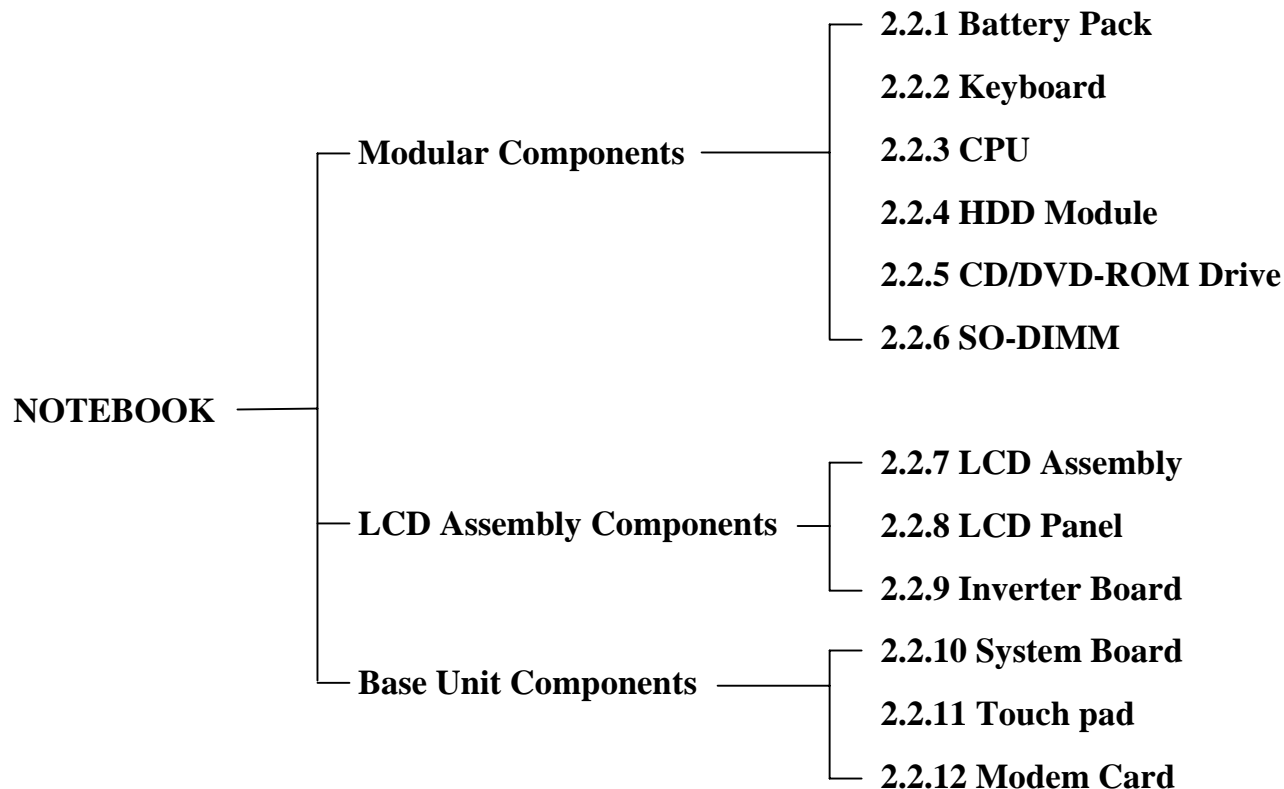 2.2.1 Battery Pack
2.2.2 Keyboard
Modular Components
2.2.3 CPU
2.2.4 HDD Module
2.2.5 CD/DVD-ROM Drive
2.2.6 SO-DIMM
NOTEBOOK
2.2.7 LCD Assembly
LCD Assembly Components
2.2.8 LCD Panel
2.2.9 Inverter Board
2.2.10 System Board
Base Unit Components
2.2.11 Touch pad
2.2.12 Modem Card